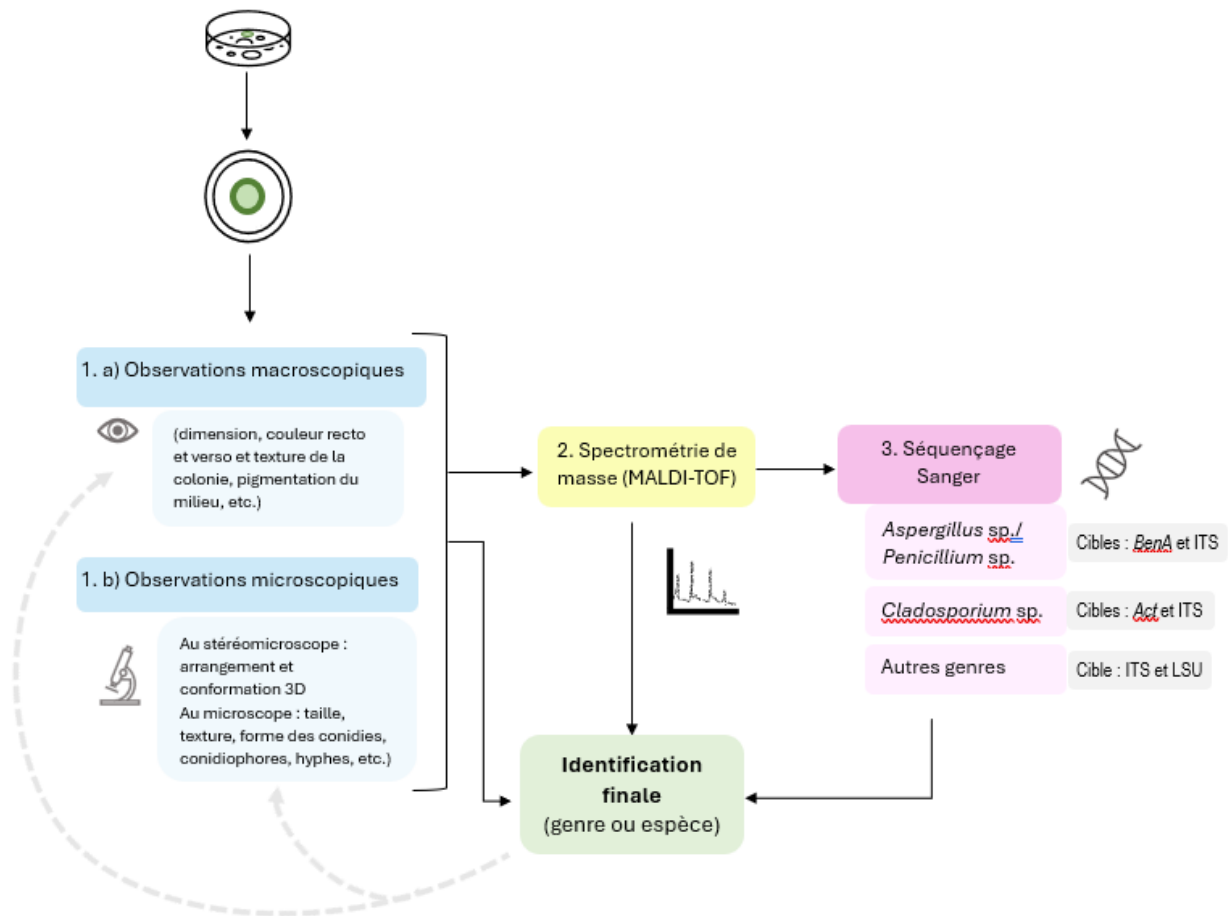 1. a) Observations macroscopiques
(dimension, couleur recto
et verso et texture de la
colonie, pigmentation du
milieu, etc.)
1. b) Observations microscopiques
Au stéréomicroscope :
arrangement et
conformation 3D
Au microscope : taille,
texture, forme des conidies,
conidiophores, hyphes, etc.)
2. Spectrométrie de
masse (MALDI-TOF)
3. Séquençage
Sanger
Aspergillus sp./
Penicillium sp.
Cibles : BenA et ITS
Cladosporium sp.
Cibles : Act et ITS
Autres genres
Cible : ITS et LSU
Identification
finale
(genre ou espèce)